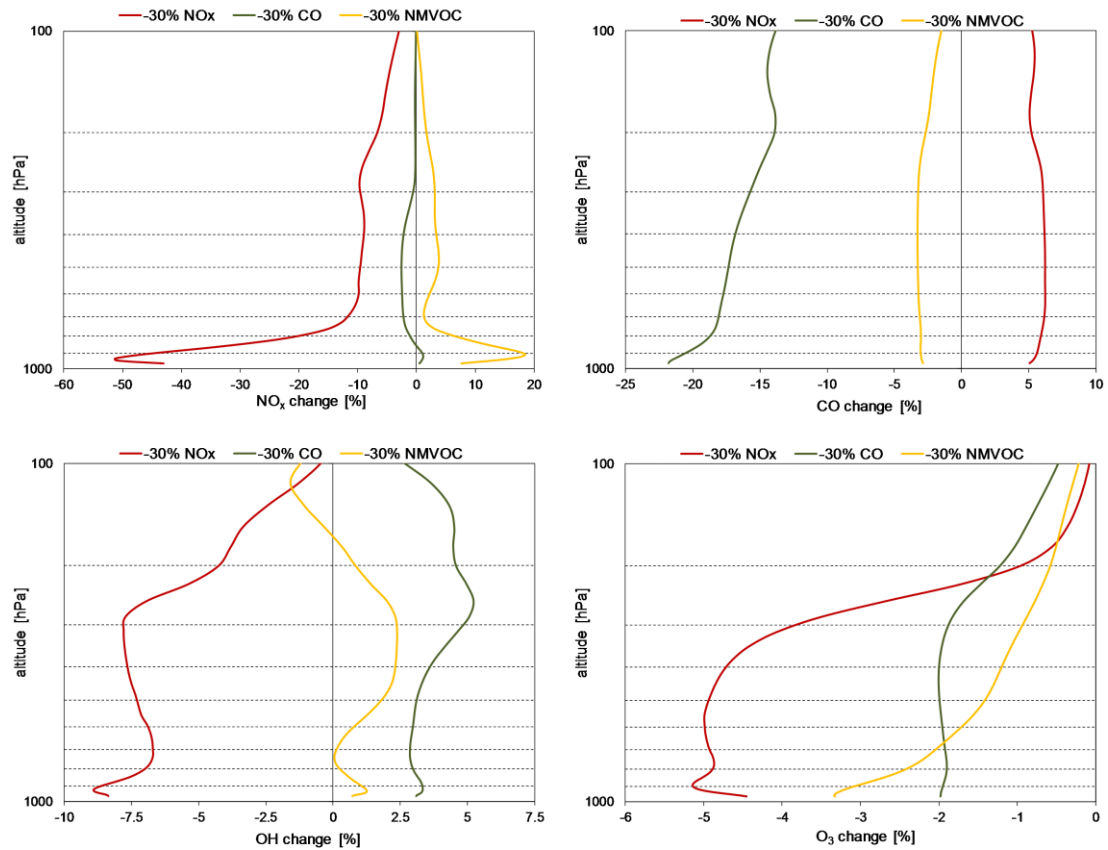 -30% NOx -30% CO -30% NMVOC
100
altitude [hPa]
1000
-60 -50 -40 -30 -20 -10 0 10 20
NOx change [%]
-30% NOx -30% CO -30% NMVOC
100
altitude [hPa]
1000
-25 -20 -15 -10 -5 0 5 10
CO change [%]
-30% NOx -30% CO -30% NMVOC
100
altitude [hPa]
1000
-10 -7.5 -5 -2.5 0 2.5 5 7.5
OH change [%]
-30% NOx -30% CO -30% NMVOC
100
altitude [hPa]
1000
-6 -5 -4 -3 -2 -1 0
O3 change [%]